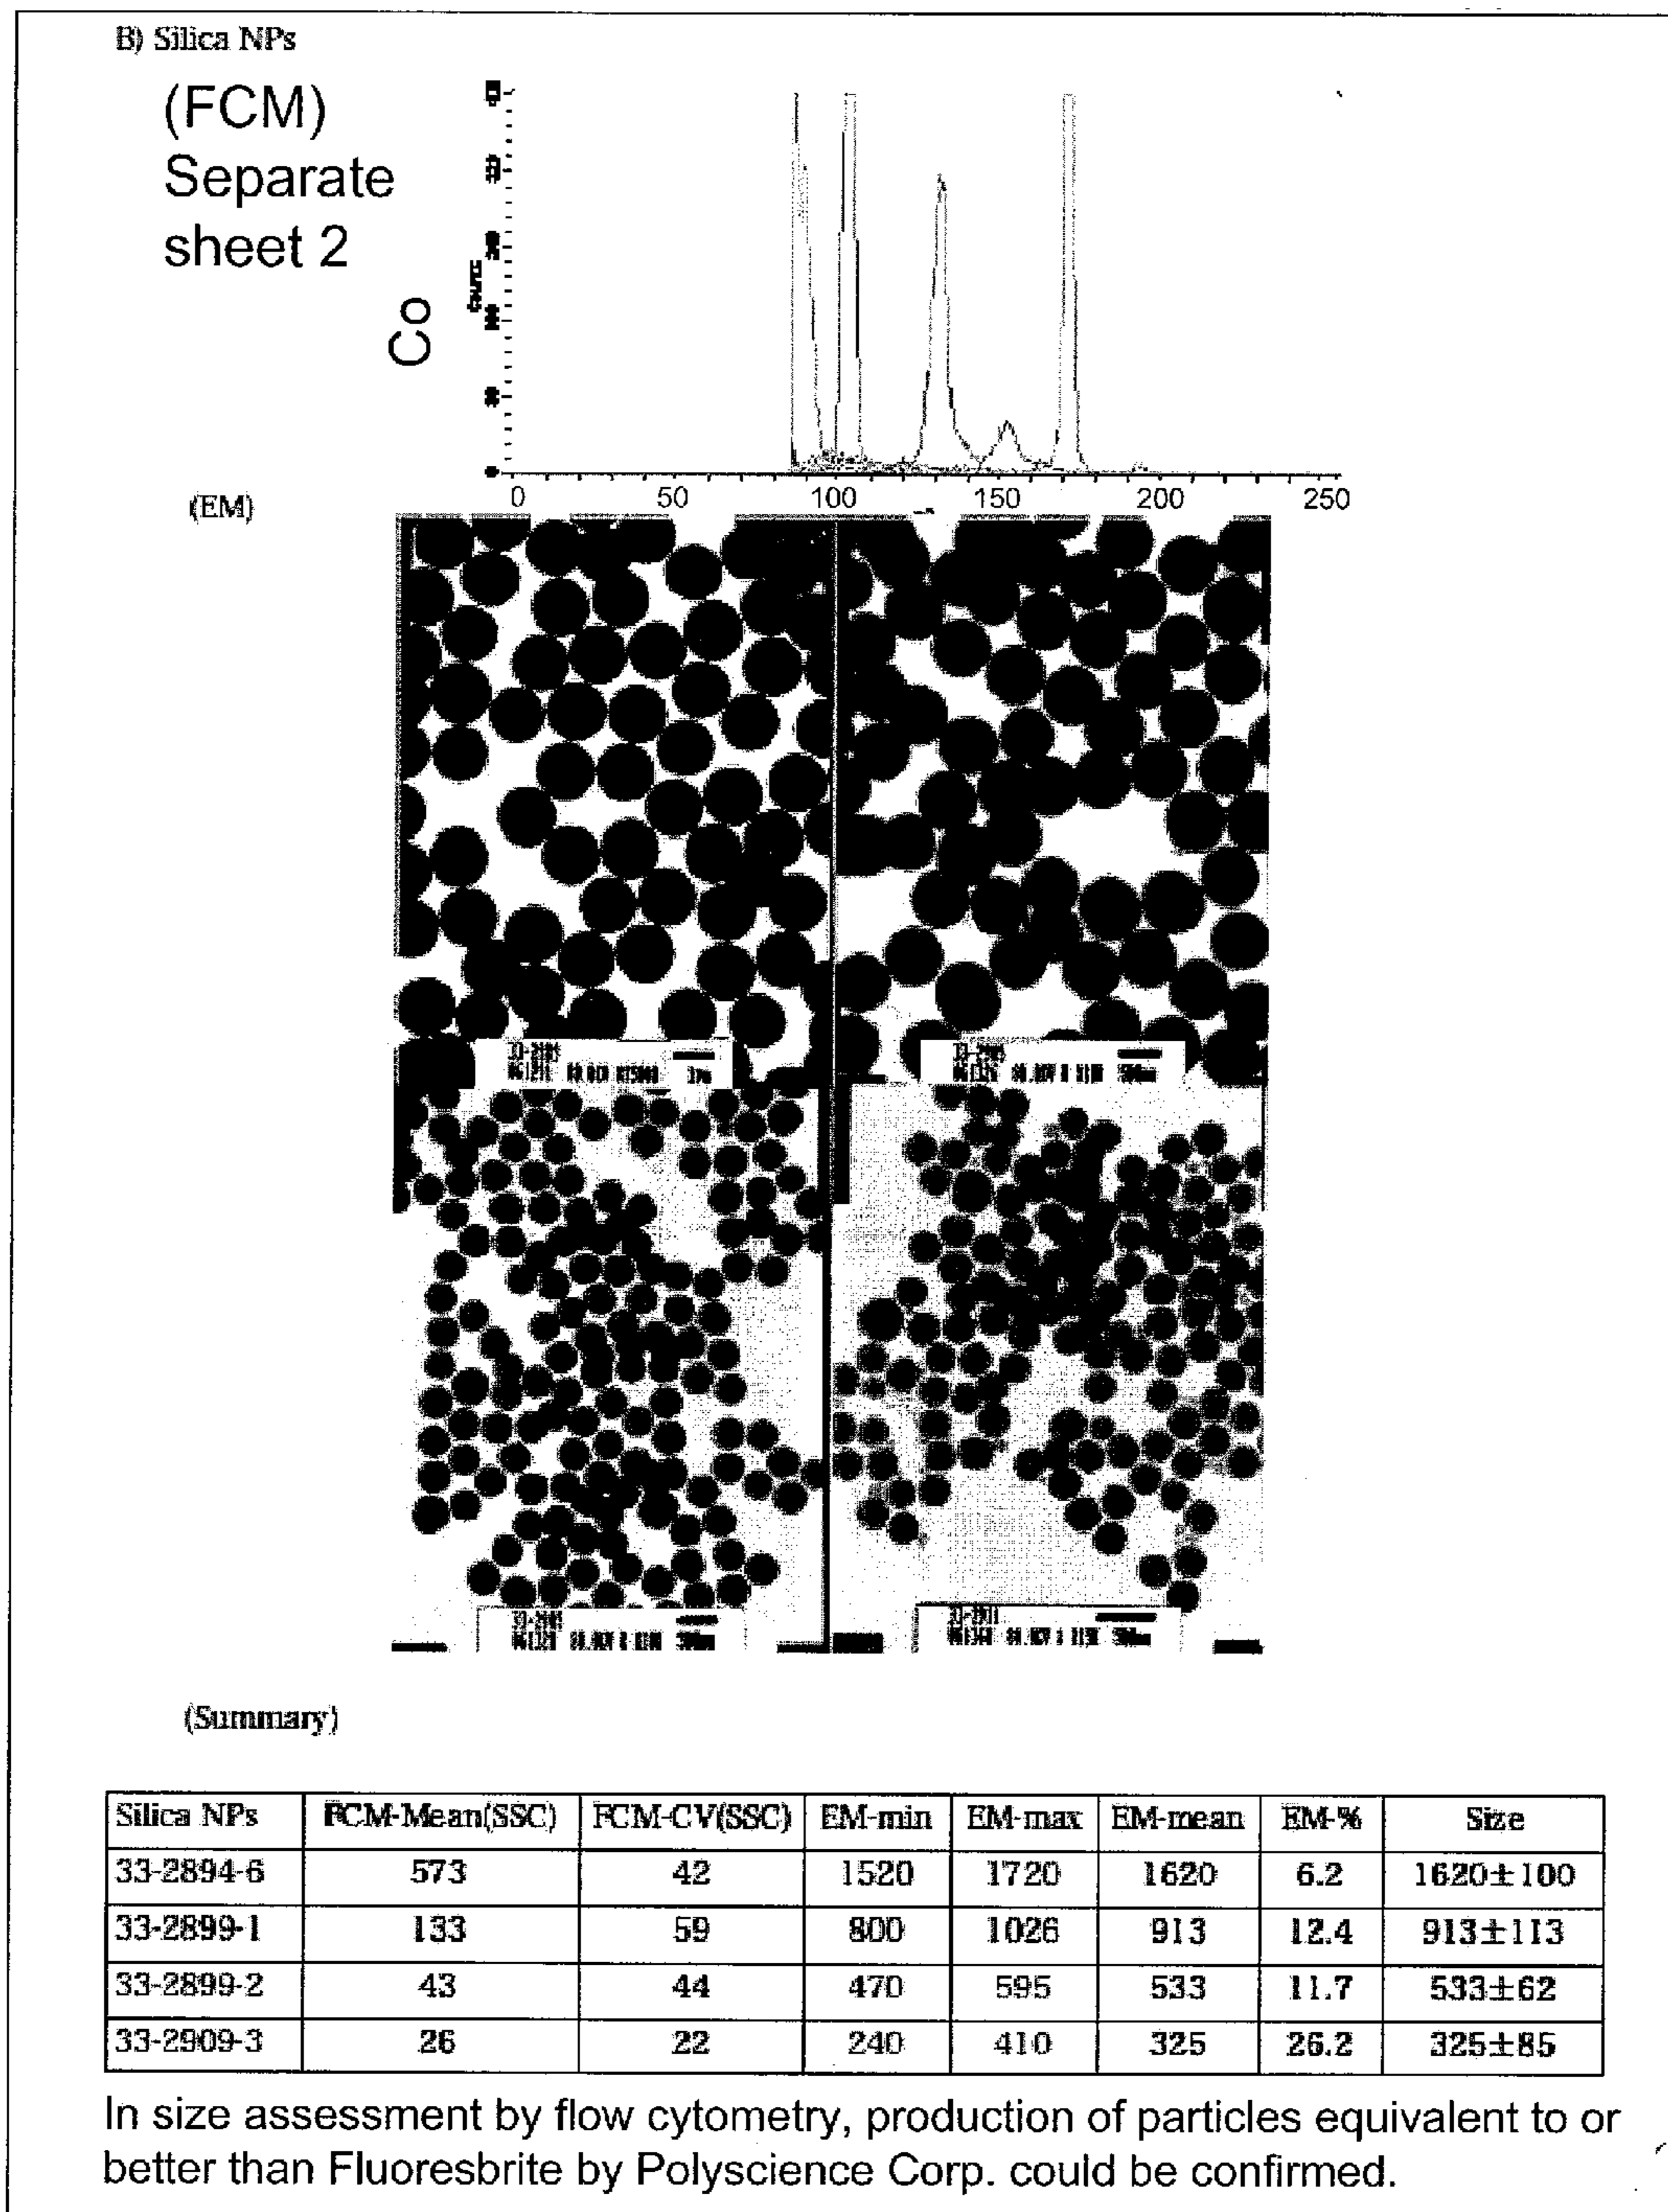 B) Silica NPs
(FCM)
Separate
sheet 2
Co
Counts
0 50 100 150 200 250
(EM)
(Summary)
Silica NPs FCM-Mean(SSC) FCM-CV(SSC) EM-min EM-max EM-mean EM-% Size
33-2894-6 573 42 1520 1720 1620 6.2 1620±100
33-2899-1 133 59 800 1026 913 12.4 913±113
33-2899-2 43 44 470 595 533 11.7 533±62
33-2909-3 26 22 240 410 325 26.2 325±85
In size assessment by flow cytometry, production of particles equivalent to or
better than Fluoresbrite by Polyscience Corp. could be confirmed.